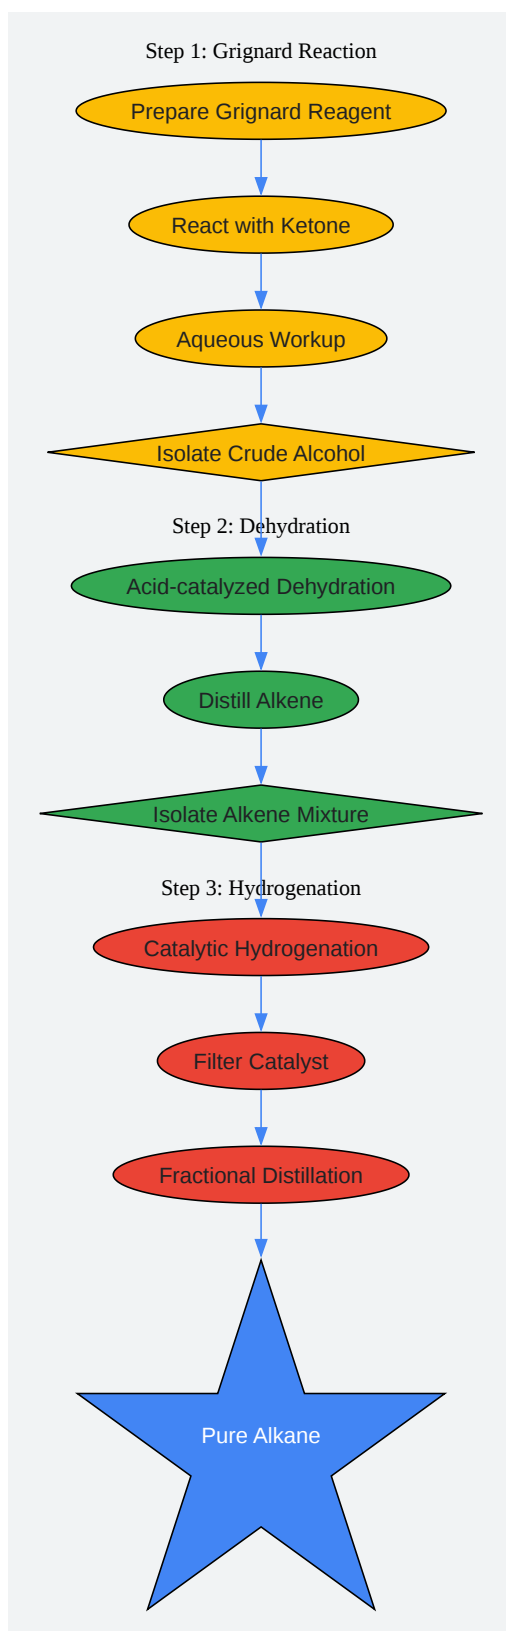 Step 1: Grignard Reaction
Prepare Grignard Reagent
React with Ketone
Aqueous Workup
Isolate Crude Alcohol
Step 2: Dehydration
Acid-catalyzed Dehydration
Distill Alkene
Isolate Alkene Mixture
Step 3: Hydrogenation
Catalytic Hydrogenation
Filter Catalyst
Fractional Distillation
Pure Alkane